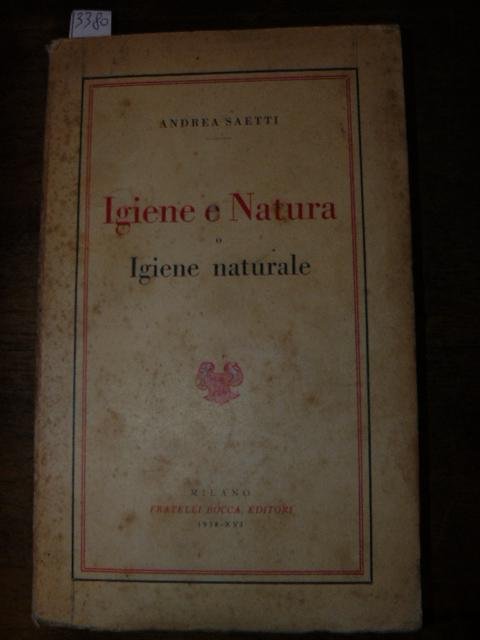 3380
ANDREA SAETTI
Igiene e Natura
o
Igiene naturale
MILANO
FRATELLI BOCCA, EDITORI
1938-XVI